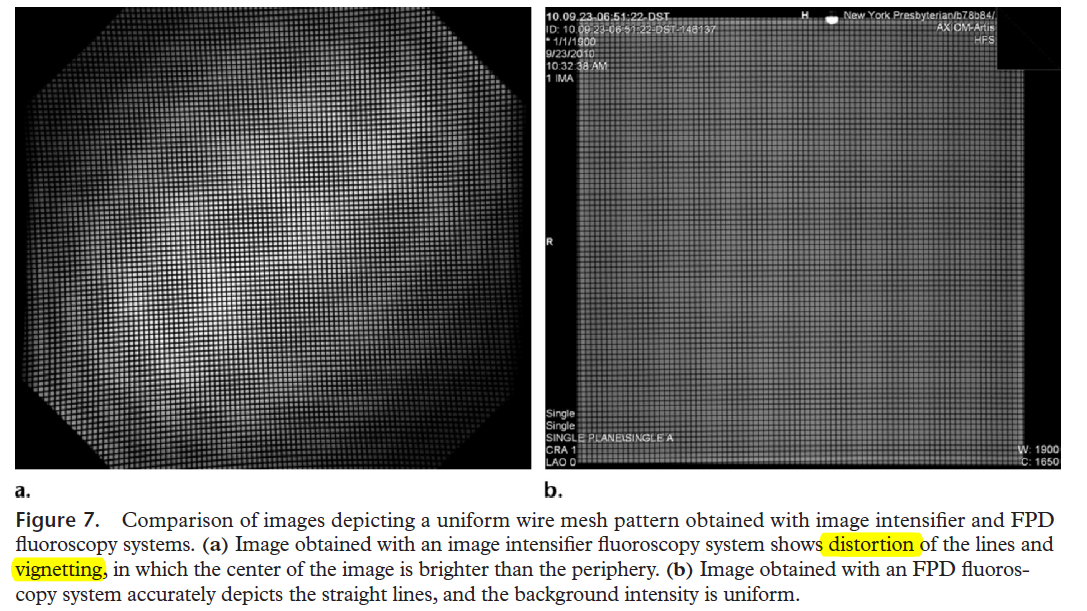 10.09.23-06:51:22-DST
H
New York Presbyterian/b78b84/
ID: 10.09.23-06:51:22-DST-146137
AXIOM-Artis
* 1/1/1900
HFS
9/23/2010
10:32:38 AM
1 IMA
R
Single
Single
SINGLE PLANE\SINGLE A
CRA 1
W: 1900
LAO 0
C: 1650
a.
b.
Figure 7. Comparison of images depicting a uniform wire mesh pattern obtained with image intensifier and FPD
fluoroscopy systems. (a) Image obtained with an image intensifier fluoroscopy system shows distortion of the lines and
vignetting, in which the center of the image is brighter than the periphery. (b) Image obtained with an FPD fluoros-
copy system accurately depicts the straight lines, and the background intensity is uniform.